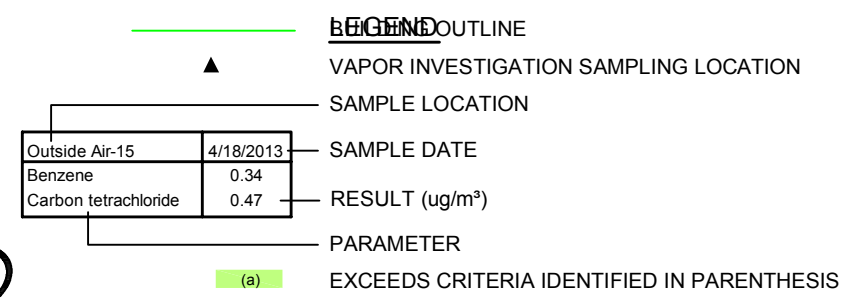 LEGEND
BUILDING OUTLINE
VAPOR INVESTIGATION SAMPLING LOCATION
SAMPLE LOCATION
Outside Air-15 4/18/2013 SAMPLE DATE
Benzene 0.34
Carbon tetrachloride 0.47 RESULT (ug/m³)
PARAMETER
(a) EXCEEDS CRITERIA IDENTIFIED IN PARENTHESIS